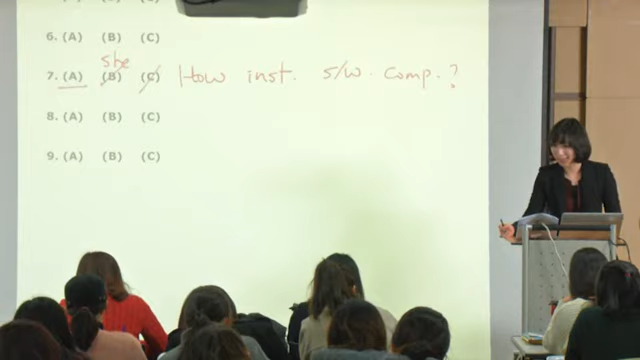 6. (A) (B) (C)
she
7. (A) (B) (C) How inst. s/w. comp. ?
8. (A) (B) (C)
9. (A) (B) (C)